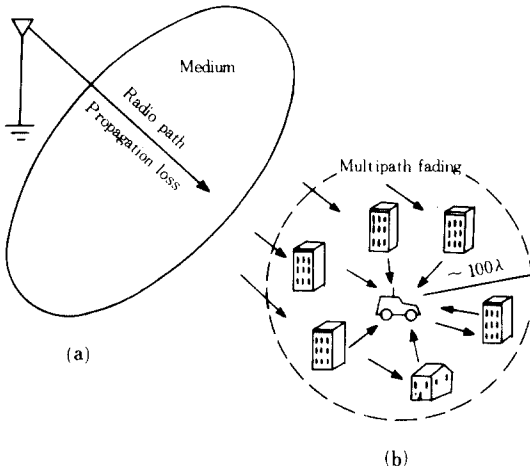 Medium
Radio path
Propagation loss
Multipath fading
~ 100λ
(a)
(b)